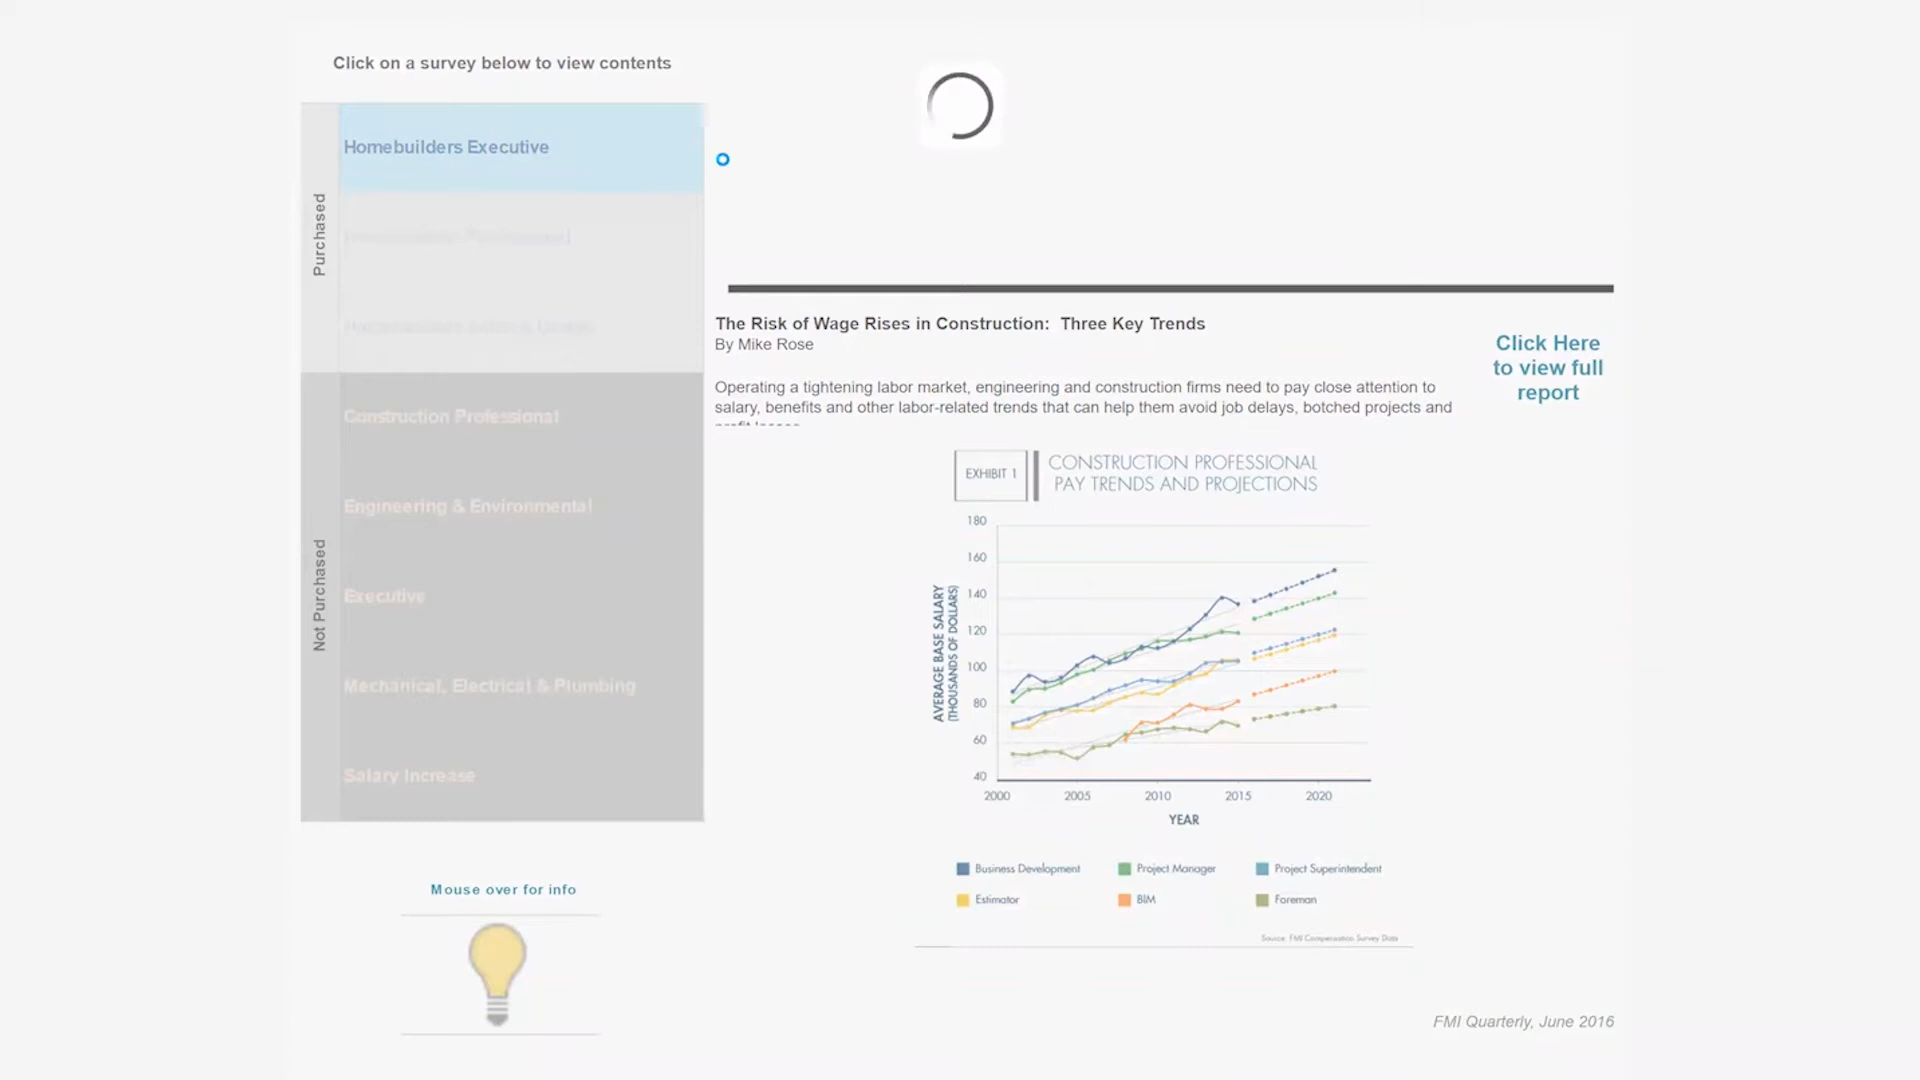 Click on a survey below to view contents
Purchased
Homebuilders Executive
Not Purchased
Construction Professional
Engineering & Environmental
Executive
Mechanical, Electrical & Plumbing
Salary Increase
Mouse over for info
The Risk of Wage Rises in Construction: Three Key Trends
By Mike Rose
Operating a tightening labor market, engineering and construction firms need to pay close attention to
salary, benefits and other labor-related trends that can help them avoid job delays, botched projects and
Click Here
to view full
report
EXHIBIT 1
CONSTRUCTION PROFESSIONAL
PAY TRENDS AND PROJECTIONS
AVERAGE BASE SALARY
(THOUSANDS OF DOLLARS)
180
160
140
120
100
80
60
40
2000 2005 2010 2015 2020
YEAR
Business Development Project Manager Project Superintendent
Estimator BIM Foreman
Source: FMI Compensation Survey Data
FMI Quarterly, June 2016